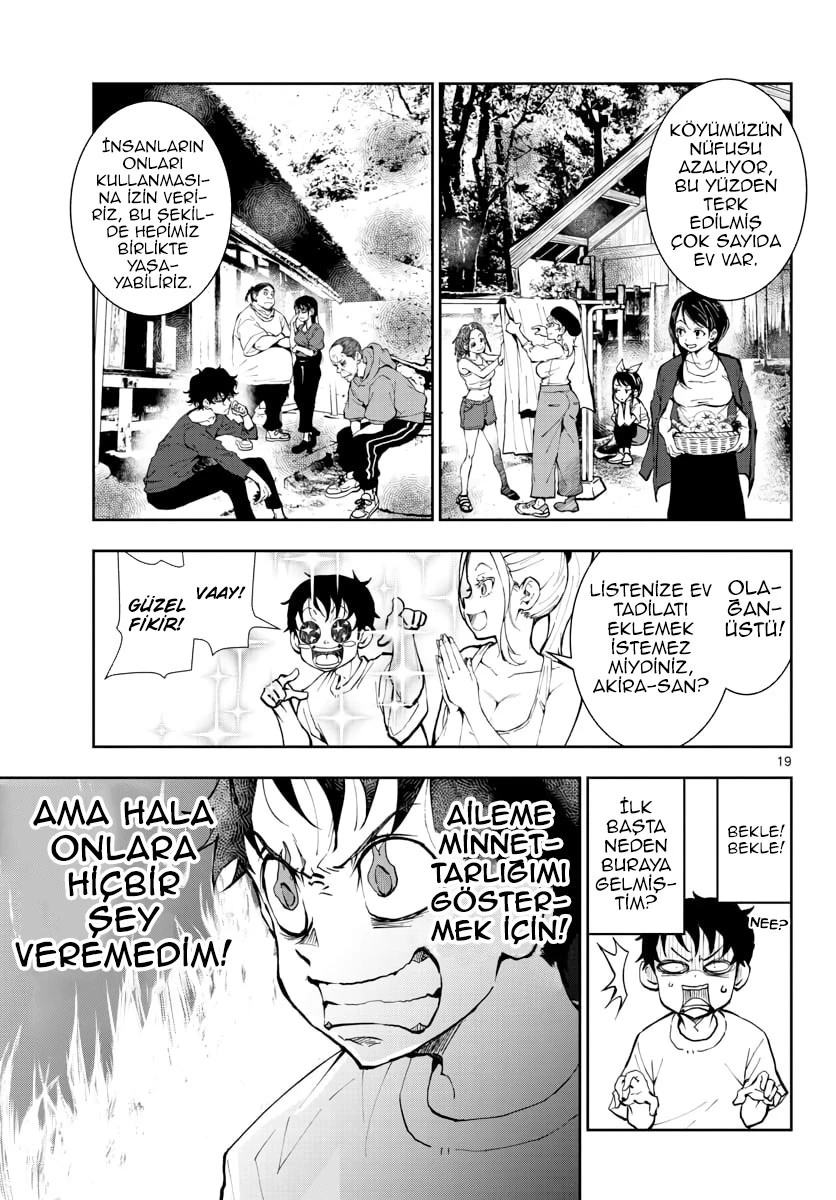 KÖYÜMÜZÜN
NÜFUSU
AZALIYOR,
BU YÜZDEN
TERK
EDİLMİŞ
ÇOK SAYIDA
EV VAR.
İNSANLARIN
ONLARI
KULLANMASI-
NA İZİN VERİ-
RİZ, BU ŞEKİL-
DE HEPİMİZ
BİRLİKTE
YAŞA-
YABİLİRİZ.
OLA-
ĞAN-
ÜSTÜ!
LİSTENİZE EV
TADİLATI
EKLEMEK
İSTEMEZ
MİYDİNİZ,
AKIRA-SAN?
VAAY!
GÜZEL
FİKİR!
19
BEKLE!
BEKLE!
İLK
BAŞTA
NEDEN
BURAYA
GELMİŞ-
TİM?
NEE?
AİLEME
MİNNET-
TARLIĞIMI
GÖSTER-
MEK İÇİN!
AMA HALA
ONLARA
HİÇBİR
ŞEY
VEREMEDİM!